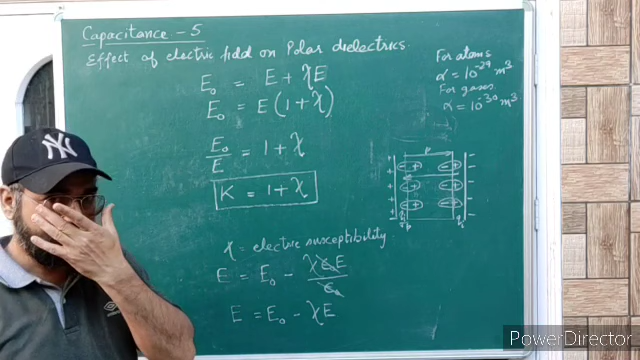 Capacitance - 5
Effect of electric field on Polar dielectrics.
E₀ = E + χE
E₀ = E(1 + χ)
E₀/E = 1 + χ
K = 1 + χ
χ = electric susceptibility
E = E₀ - χε₀E/ε₀
E = E₀ - χE
For atoms
α = 10⁻²⁹ m³
For gases
α = 10⁻³⁰ m³
PowerDirector